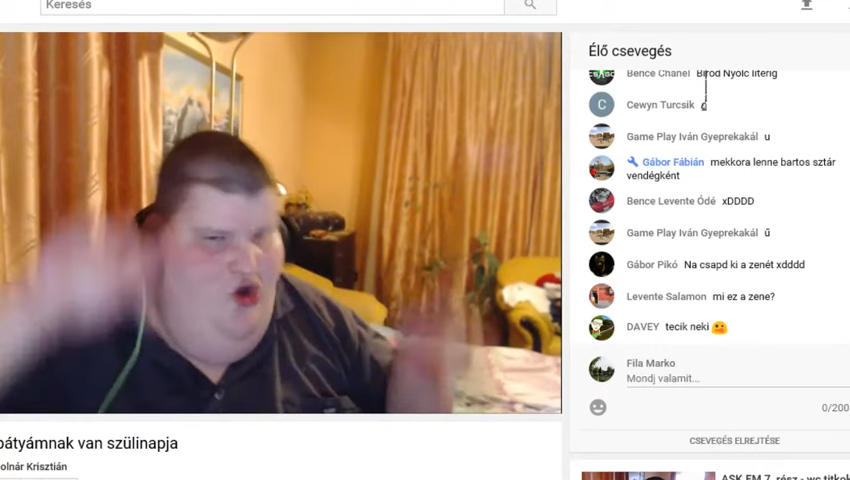 Keresés
Élő csevegés
Bence Chanel Bírod Nyolc literig
C Cewyn Turcsik
Game Play Iván Gyeprekakál u
Gábor Fábián mekkora lenne bartos sztár
vendégként
Bence Levente Ódé xDDDD
Game Play Iván Gyeprekakál ű
Gábor Pikó Na csapd ki a zenét xdddd
Levente Salamon mi ez a zene?
DAVEY tecik neki
Fila Marko
Mondj valamit...
0/200
CSEVEGÉS ELREJTÉSE
bátyámnak van szülinapja
olnár Krisztián
ASK.FM 7. rész - wc titkok